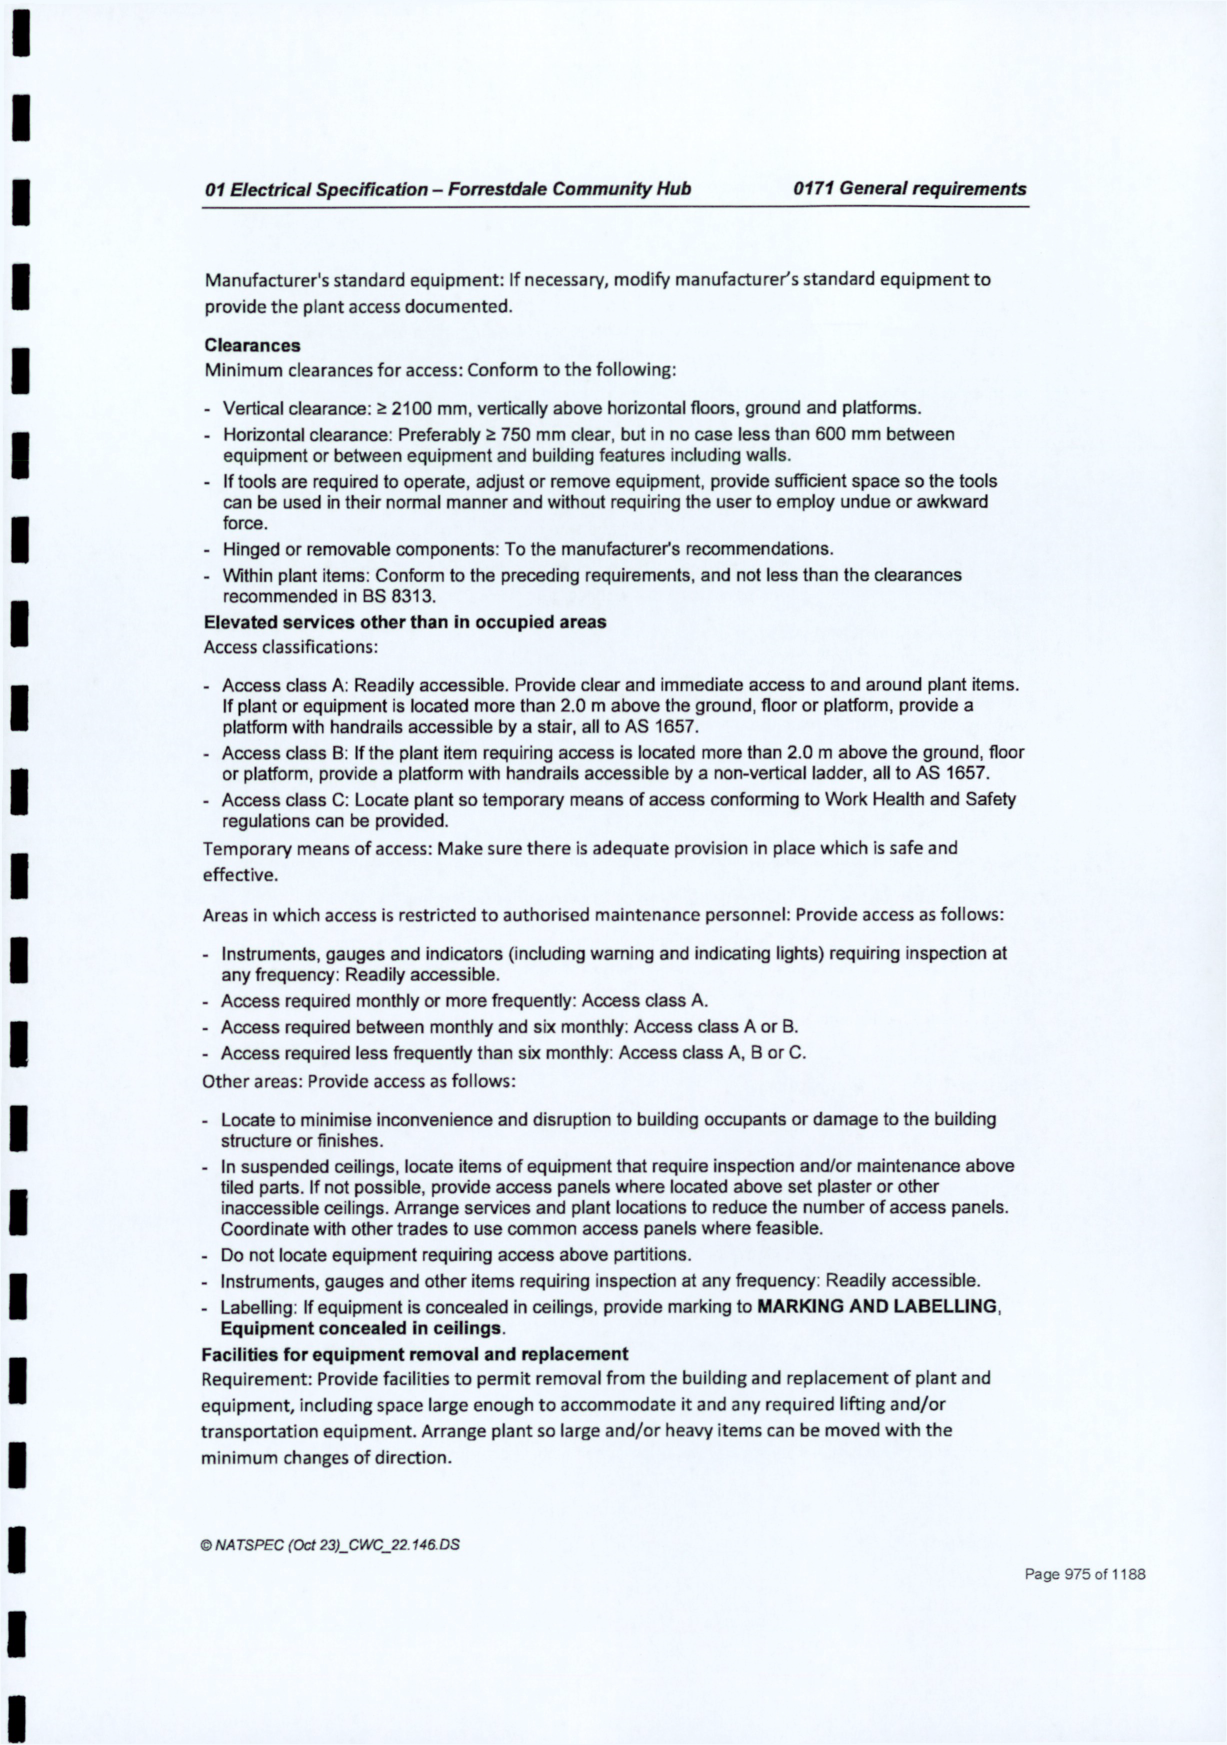 01 Electrical Specification – Forrestdale Community Hub 0171 General requirements
Manufacturer's standard equipment: If necessary, modify manufacturer's standard equipment to
provide the plant access documented.
Clearances
Minimum clearances for access: Conform to the following:
- Vertical clearance: ≥ 2100 mm, vertically above horizontal floors, ground and platforms.
- Horizontal clearance: Preferably ≥ 750 mm clear, but in no case less than 600 mm between
equipment or between equipment and building features including walls.
- If tools are required to operate, adjust or remove equipment, provide sufficient space so the tools
can be used in their normal manner and without requiring the user to employ undue or awkward
force.
- Hinged or removable components: To the manufacturer's recommendations.
- Within plant items: Conform to the preceding requirements, and not less than the clearances
recommended in BS 8313.
Elevated services other than in occupied areas
Access classifications:
- Access class A: Readily accessible. Provide clear and immediate access to and around plant items.
If plant or equipment is located more than 2.0 m above the ground, floor or platform, provide a
platform with handrails accessible by a stair, all to AS 1657.
- Access class B: If the plant item requiring access is located more than 2.0 m above the ground, floor
or platform, provide a platform with handrails accessible by a non-vertical ladder, all to AS 1657.
- Access class C: Locate plant so temporary means of access conforming to Work Health and Safety
regulations can be provided.
Temporary means of access: Make sure there is adequate provision in place which is safe and
effective.
Areas in which access is restricted to authorised maintenance personnel: Provide access as follows:
- Instruments, gauges and indicators (including warning and indicating lights) requiring inspection at
any frequency: Readily accessible.
- Access required monthly or more frequently: Access class A.
- Access required between monthly and six monthly: Access class A or B.
- Access required less frequently than six monthly: Access class A, B or C.
Other areas: Provide access as follows:
- Locate to minimise inconvenience and disruption to building occupants or damage to the building
structure or finishes.
- In suspended ceilings, locate items of equipment that require inspection and/or maintenance above
tiled parts. If not possible, provide access panels where located above set plaster or other
inaccessible ceilings. Arrange services and plant locations to reduce the number of access panels.
Coordinate with other trades to use common access panels where feasible.
- Do not locate equipment requiring access above partitions.
- Instruments, gauges and other items requiring inspection at any frequency: Readily accessible.
- Labelling: If equipment is concealed in ceilings, provide marking to MARKING AND LABELLING,
Equipment concealed in ceilings.
Facilities for equipment removal and replacement
Requirement: Provide facilities to permit removal from the building and replacement of plant and
equipment, including space large enough to accommodate it and any required lifting and/or
transportation equipment. Arrange plant so large and/or heavy items can be moved with the
minimum changes of direction.
© NATSPEC (Oct 23)_CWC_22.146.DS
Page 975 of 1188